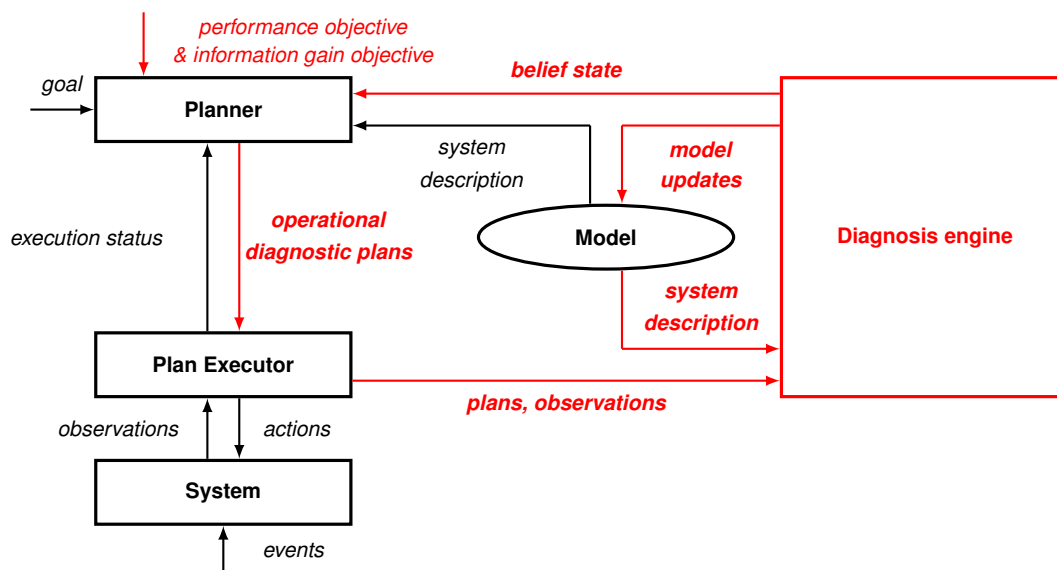 performance objective
& information gain objective
goal
Planner
belief state
system
description
model
updates
operational
diagnostic plans
execution status
Model
Diagnosis engine
system
description
Plan Executor
plans, observations
observations
actions
System
events